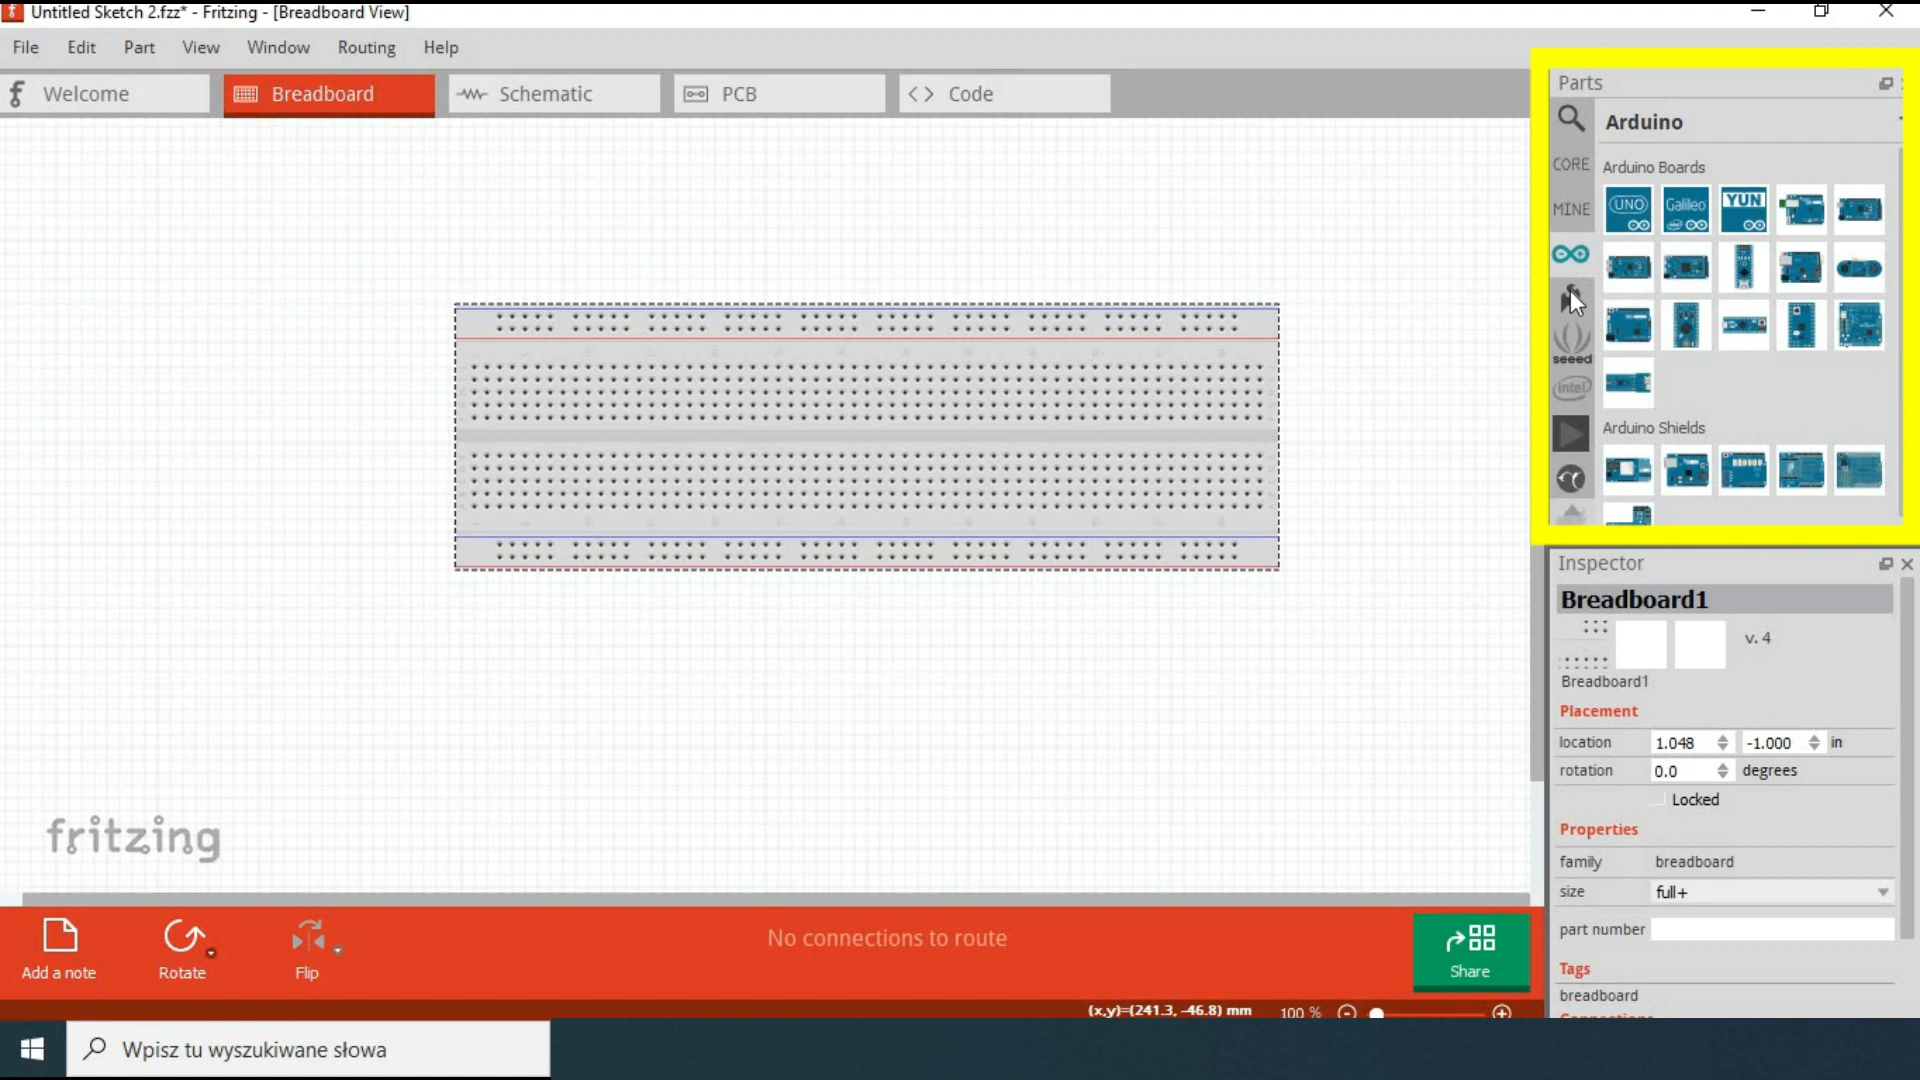 Untitled Sketch 2.fzz* - Fritzing - [Breadboard View]
File Edit Part View Window Routing Help
Welcome Breadboard Schematic PCB Code
Parts
Arduino
CORE
Arduino Boards
MINE
UNO Galileo YUN
seeed
intel
Arduino Shields
Inspector
Breadboard1
v. 4
Breadboard1
Placement
location 1.048 -1.000 in
rotation 0.0 degrees
Locked
Properties
family breadboard
size full+
part number
Tags
breadboard
fritzing
No connections to route
Add a note Rotate Flip Share
(x,y)=(241.3, -46.8) mm 100 %
Wpisz tu wyszukiwane słowa